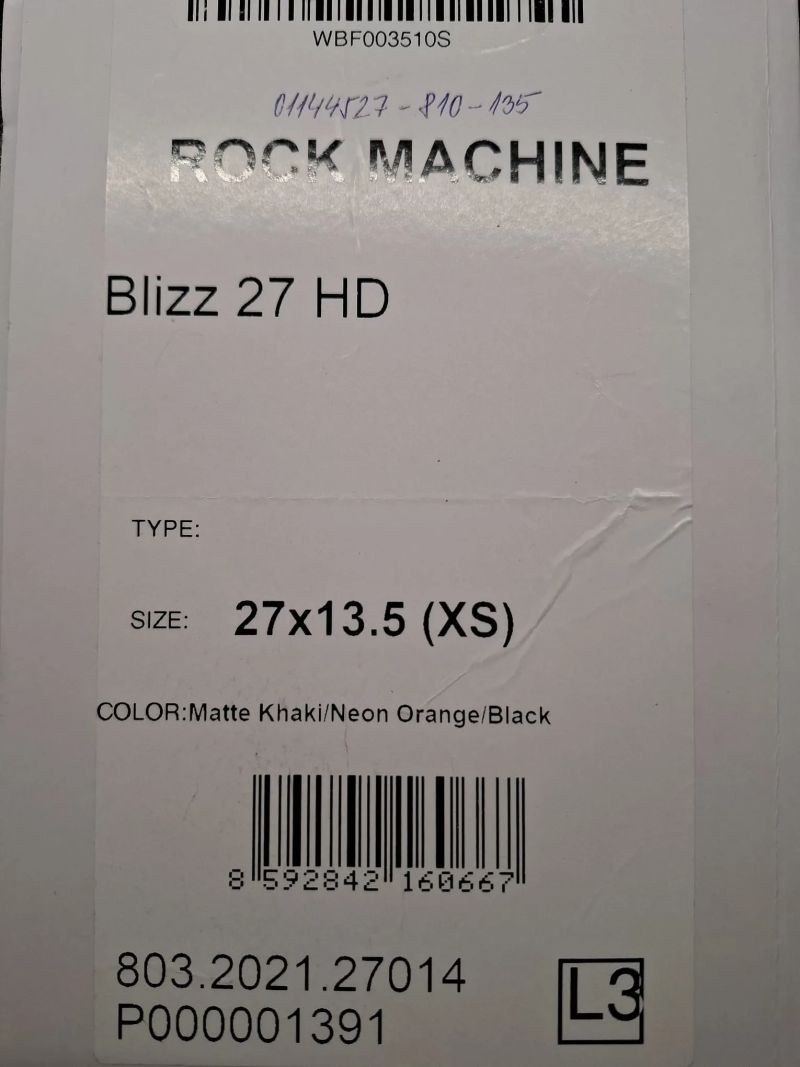 WBF003510S
01144527-810-135
ROCK MACHINE
Blizz 27 HD
TYPE:
SIZE: 27x13.5 (XS)
COLOR:Matte Khaki/Neon Orange/Black
8 592842 160667
803.2021.27014
P000001391
L3